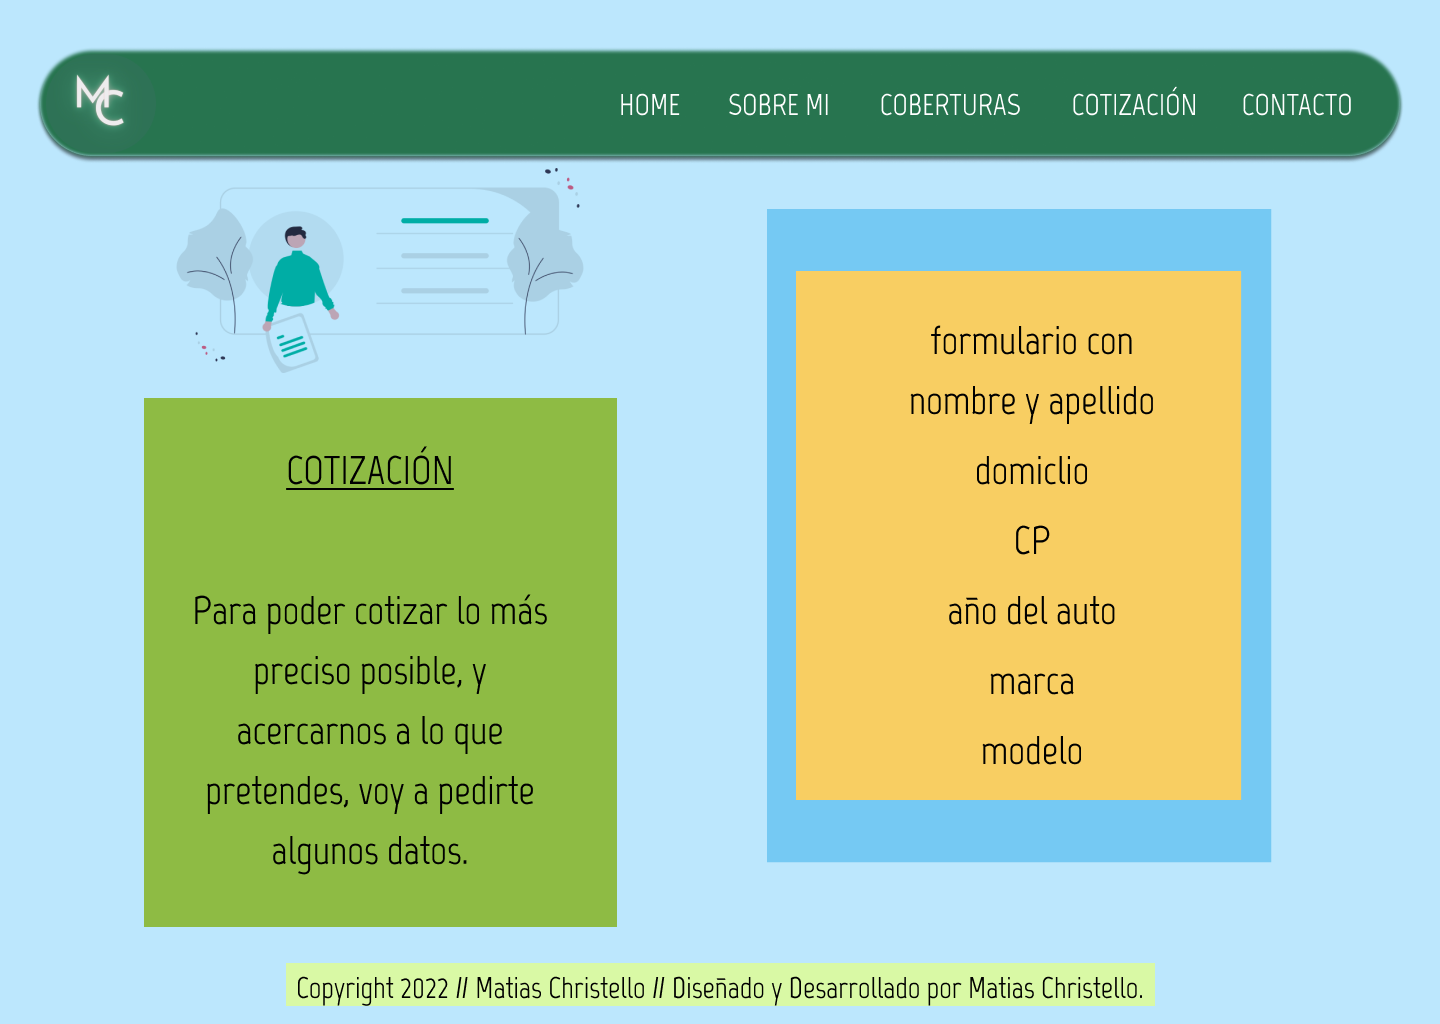 MC
HOME SOBRE MI COBERTURAS COTIZACIÓN CONTACTO
COTIZACIÓN
Para poder cotizar lo más
preciso posible, y
acercarnos a lo que
pretendes, voy a pedirte
algunos datos.
formulario con
nombre y apellido
domiclio
CP
año del auto
marca
modelo
Copyright 2022 // Matias Christello // Diseñado y Desarrollado por Matias Christello.